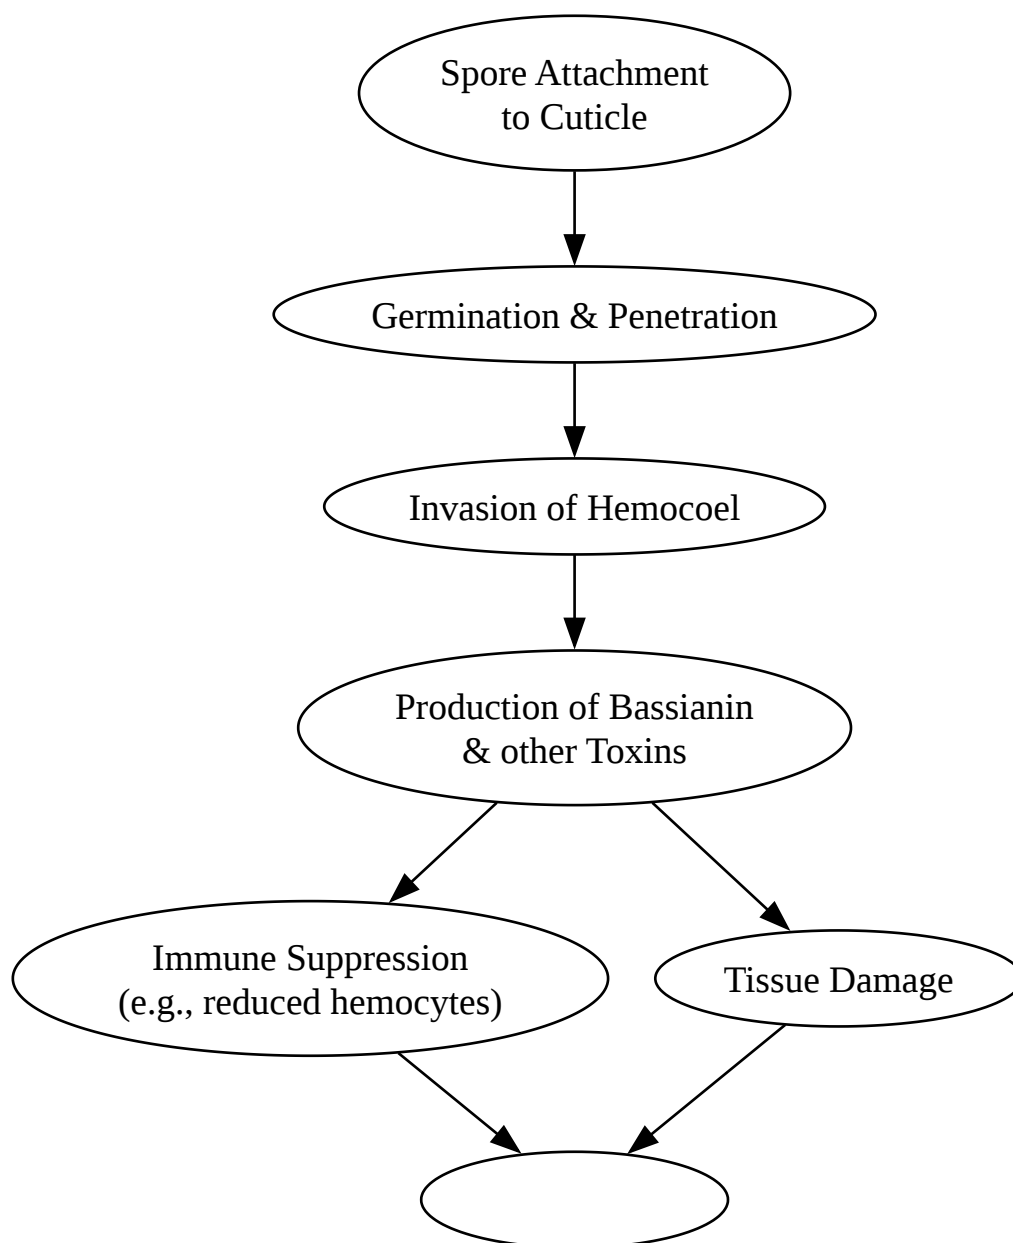 Spore Attachment
to Cuticle
Germination & Penetration
Invasion of Hemocoel
Production of Bassianin
& other Toxins
Immune Suppression
(e.g., reduced hemocytes)
Tissue Damage